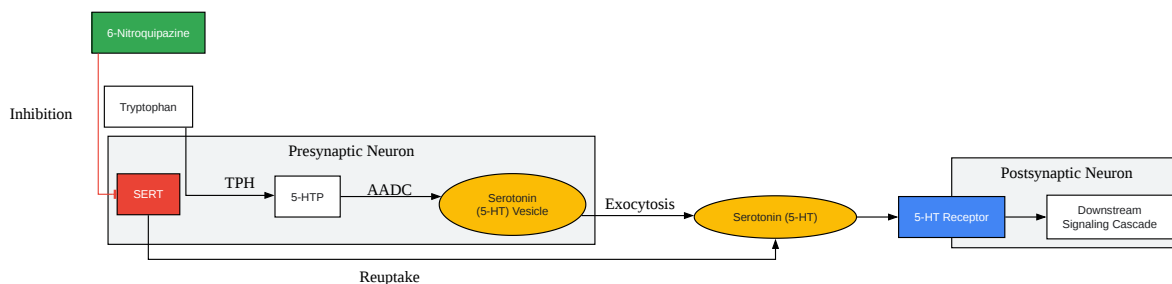 6-Nitroquipazine
Inhibition
Tryptophan
Presynaptic Neuron
SERT
TPH
5-HTP
AADC
Serotonin
(5-HT) Vesicle
Exocytosis
Serotonin (5-HT)
Reuptake
Postsynaptic Neuron
5-HT Receptor
Downstream
Signaling Cascade